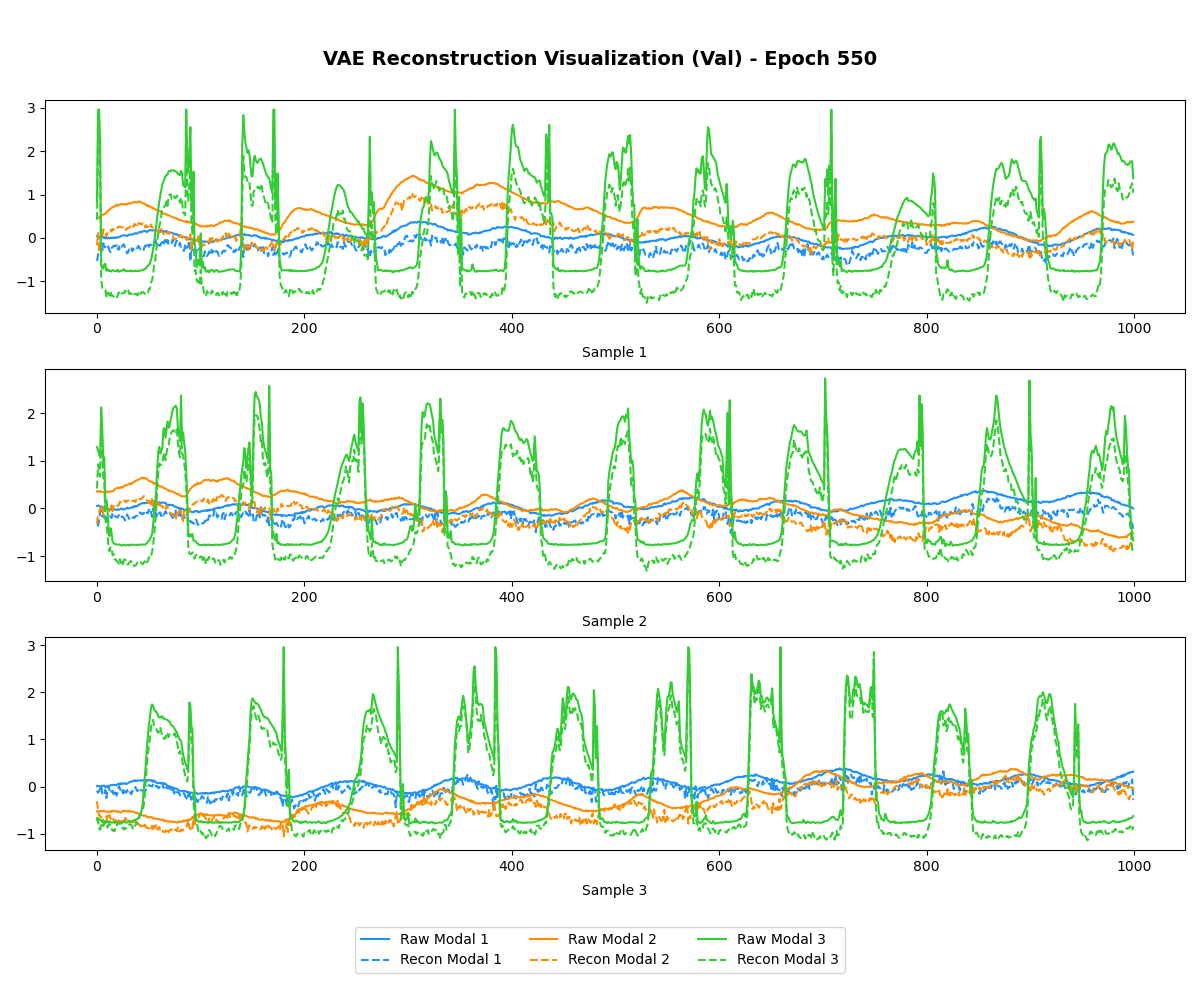 VAE Reconstruction Visualization (Val) - Epoch 550
3
2
1
0
−1
0 200 400 600 800 1000
Sample 1
2
1
0
−1
0 200 400 600 800 1000
Sample 2
3
2
1
0
−1
0 200 400 600 800 1000
Sample 3
Raw Modal 1 Raw Modal 2 Raw Modal 3
Recon Modal 1 Recon Modal 2 Recon Modal 3